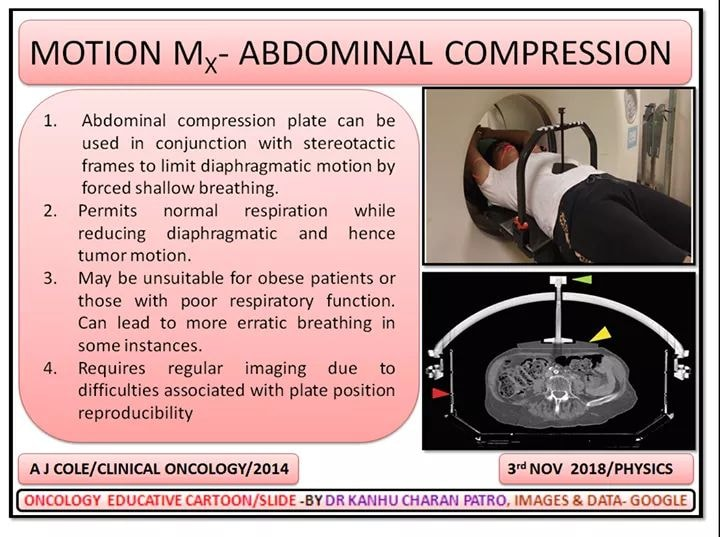 MOTION MX- ABDOMINAL COMPRESSION
1. Abdominal compression plate can be
used in conjunction with stereotactic
frames to limit diaphragmatic motion by
forced shallow breathing.
2. Permits normal respiration while
reducing diaphragmatic and hence
tumor motion.
3. May be unsuitable for obese patients or
those with poor respiratory function.
Can lead to more erratic breathing in
some instances.
4. Requires regular imaging due to
difficulties associated with plate position
reproducibility
A J COLE/CLINICAL ONCOLOGY/2014
3rd NOV 2018/PHYSICS
ONCOLOGY EDUCATIVE CARTOON/SLIDE -BY DR KANHU CHARAN PATRO, IMAGES & DATA- GOOGLE